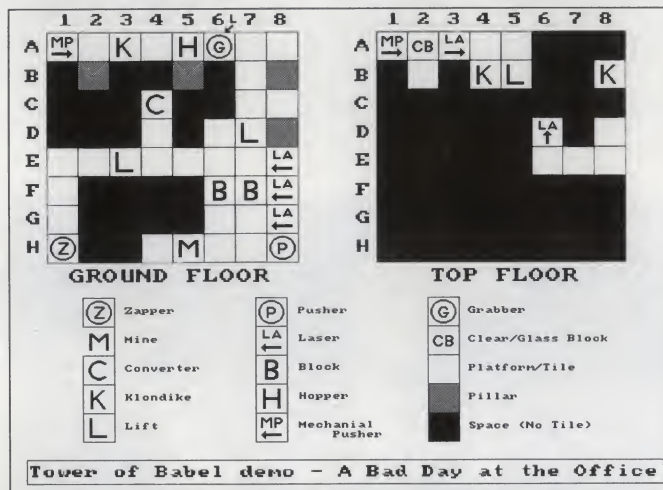 1 2 3 4 5 6 L 7 8
A MP K H G
B
C C
D L
E L LA
F B B LA
G LA
H Z M P
GROUND FLOOR
1 2 3 4 5 6 7 8
A MP CB LA
B K L K
C
D LA
E
F
G
H
TOP FLOOR
Z Zapper
M Mine
C Converter
K Klondike
L Lift
P Pusher
LA Laser
B Block
H Hopper
MP Mechanial
Pusher
G Grabber
CB Clear/Glass Block
Platform/Tile
Pillar
Space (No Tile)
Tower of Babel demo - A Bad Day at the Office